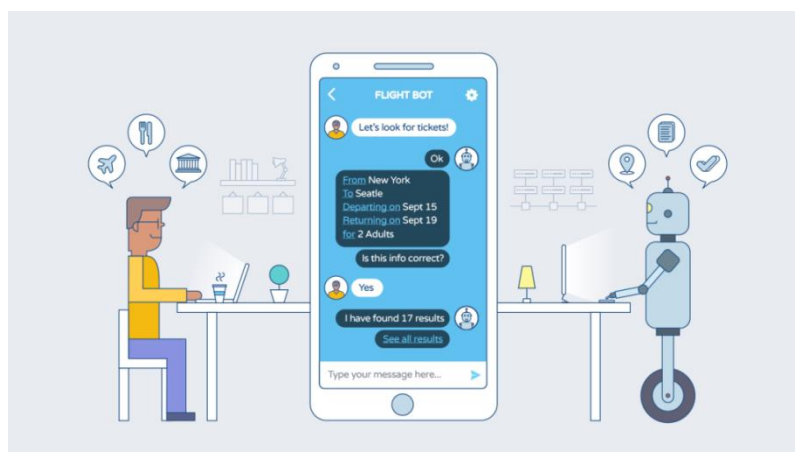 FLIGHT BOT
Let's look for tickets!
Ok
From New York
To Seatle
Departing on Sept 15
Returning on Sept 19
for 2 Adults
Is this info correct?
Yes
I have found 17 results
See all results
Type your message here...